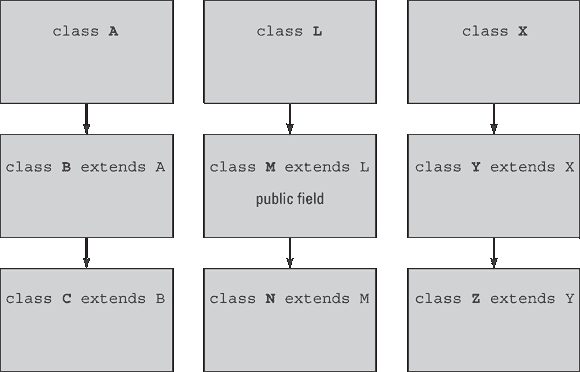 class A
class L
class X
class B extends A
class M extends L
public field
class Y extends X
class C extends B
class N extends M
class Z extends Y